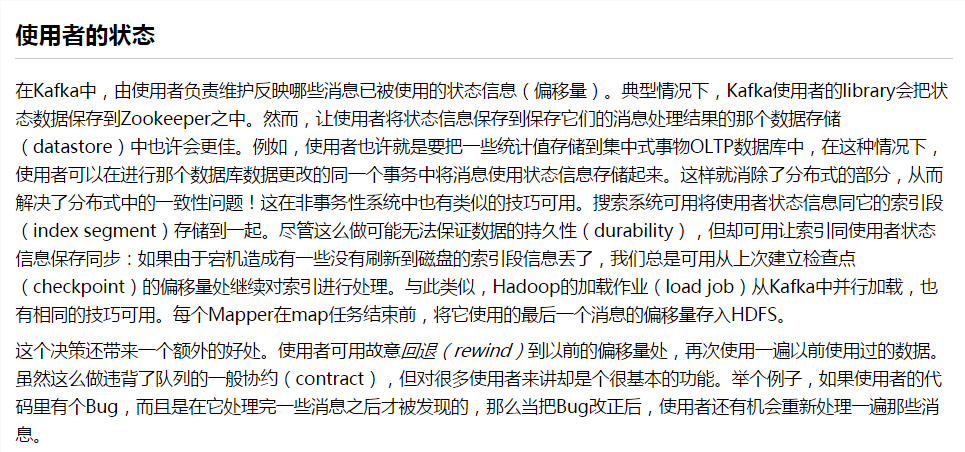 使用者的状态
在Kafka中，由使用者负责维护反映哪些消息已被使用的状态信息（偏移量）。典型情况下，Kafka使用者的library会把状
态数据保存到Zookeeper之中。然而，让使用者将状态信息保存到保存它们的消息处理结果的那个数据存储
（datastore）中也许会更佳。例如，使用者也许就是要把一些统计值存储到集中式事物OLTP数据库中，在这种情况下，
使用者可以在进行那个数据库数据更改的同一个事务中将消息使用状态信息存储起来。这样就消除了分布式的部分，从而
解决了分布式中的一致性问题！这在非事务性系统中也有类似的技巧可用。搜索系统可用将使用者状态信息同它的索引段
（index segment）存储到一起。尽管这么做可能无法保证数据的持久性（durability），但却可用让索引同使用者状态
信息保存同步：如果由于宕机造成有一些没有刷新到磁盘的索引段信息丢了，我们总是可用从上次建立检查点
（checkpoint）的偏移量处继续对索引进行处理。与此类似，Hadoop的加载作业（load job）从Kafka中并行加载，也
有相同的技巧可用。每个Mapper在map任务结束前，将它使用的最后一个消息的偏移量存入HDFS。
这个决策还带来一个额外的好处。使用者可用故意回退（rewind）到以前的偏移量处，再次使用一遍以前使用过的数据。
虽然这么做违背了队列的一般协约（contract），但对很多使用者来讲却是个很基本的功能。举个例子，如果使用者的代
码里有个Bug，而且是在它处理完一些消息之后才被发现的，那么当把Bug改正后，使用者还有机会重新处理一遍那些消
息。